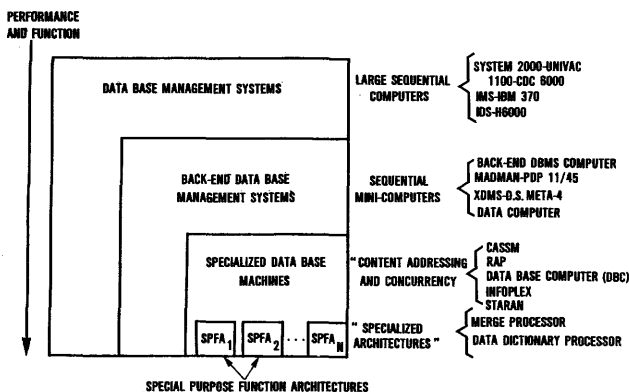 PERFORMANCE
AND FUNCTION
DATA BASE MANAGEMENT SYSTEMS
LARGE SEQUENTIAL
COMPUTERS
SYSTEM 2000-UNIVAC
1100-CDC 6000
IMS-IBM 370
IDS-H6000
BACK-END DATA BASE
MANAGEMENT SYSTEMS
SEQUENTIAL
MINI-COMPUTERS
BACK-END DBMS COMPUTER
MADMAN-PDP 11/45
XDMS-D.S. META-4
DATA COMPUTER
SPECIALIZED DATA BASE
MACHINES
"CONTENT ADDRESSING
AND CONCURRENCY
CASSM
RAP
DATA BASE COMPUTER (DBC)
INFOPLEX
STARAN
SPFA1 SPFA2 ... SPFAN
"SPECIALIZED
ARCHITECTURES"
MERGE PROCESSOR
DATA DICTIONARY PROCESSOR
SPECIAL PURPOSE FUNCTION ARCHITECTURES